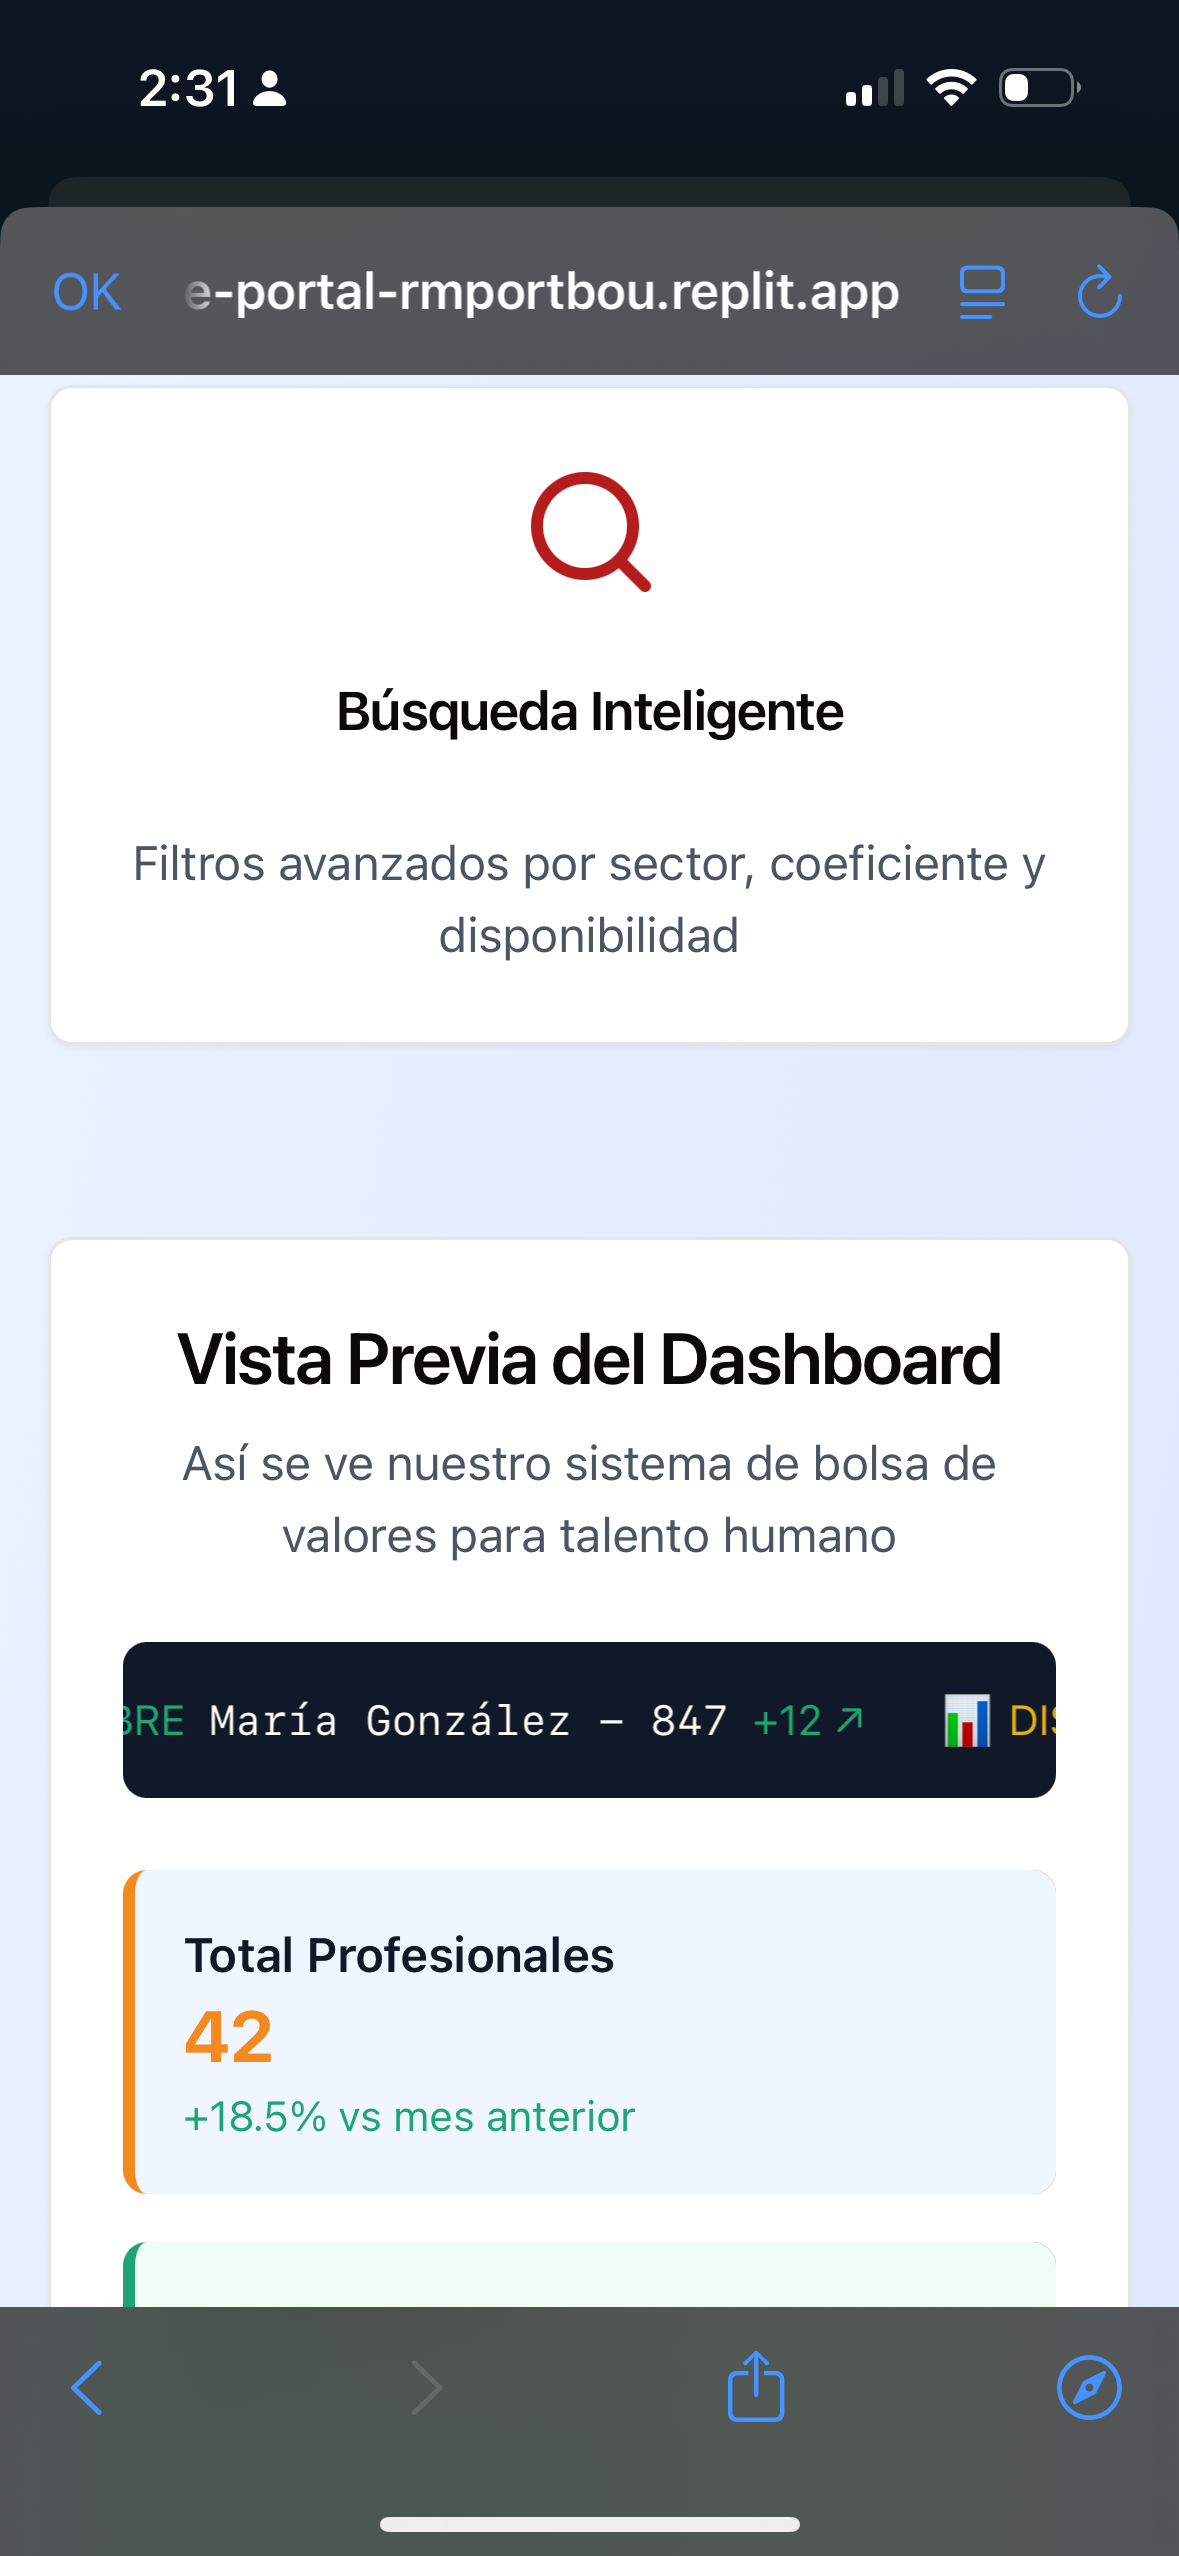 2:31
OK
e-portal-rmportbou.replit.app
Búsqueda Inteligente
Filtros avanzados por sector, coeficiente y
disponibilidad
Vista Previa del Dashboard
Así se ve nuestro sistema de bolsa de
valores para talento humano
BRE María González – 847 +12 ↗ 📊 DIS
Total Profesionales
42
+18.5% vs mes anterior